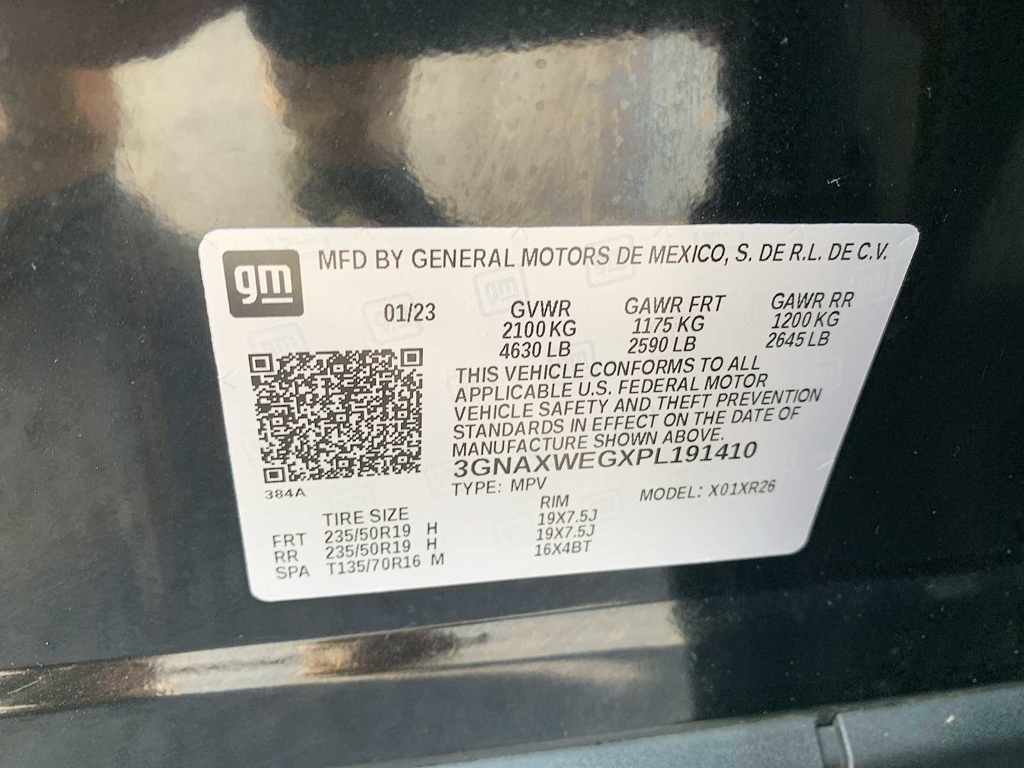 gm
MFD BY GENERAL MOTORS DE MEXICO, S. DE R.L. DE C.V.
01/23
GVWR GAWR FRT GAWR RR
2100 KG 1175 KG 1200 KG
4630 LB 2590 LB 2645 LB
THIS VEHICLE CONFORMS TO ALL
APPLICABLE U.S. FEDERAL MOTOR
VEHICLE SAFETY AND THEFT PREVENTION
STANDARDS IN EFFECT ON THE DATE OF
MANUFACTURE SHOWN ABOVE.
3GNAXWEGXPL191410
384A
TYPE: MPV MODEL: X01XR26
TIRE SIZE RIM
FRT 235/50R19 H 19X7.5J
RR 235/50R19 H 19X7.5J
SPA T135/70R16 M 16X4BT